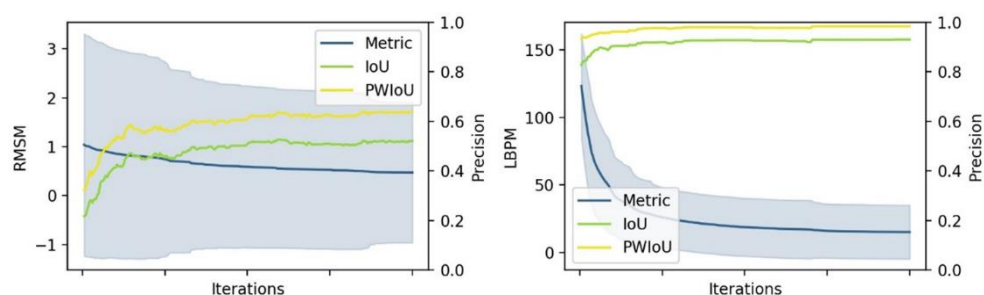 RMSM
3
2
1
0
−1
Metric
IoU
PWIoU
1.0
0.8
0.6
0.4
0.2
0.0
Precision
Iterations
LBPM
150
100
50
0
Metric
IoU
PWIoU
1.0
0.8
0.6
0.4
0.2
0.0
Precision
Iterations